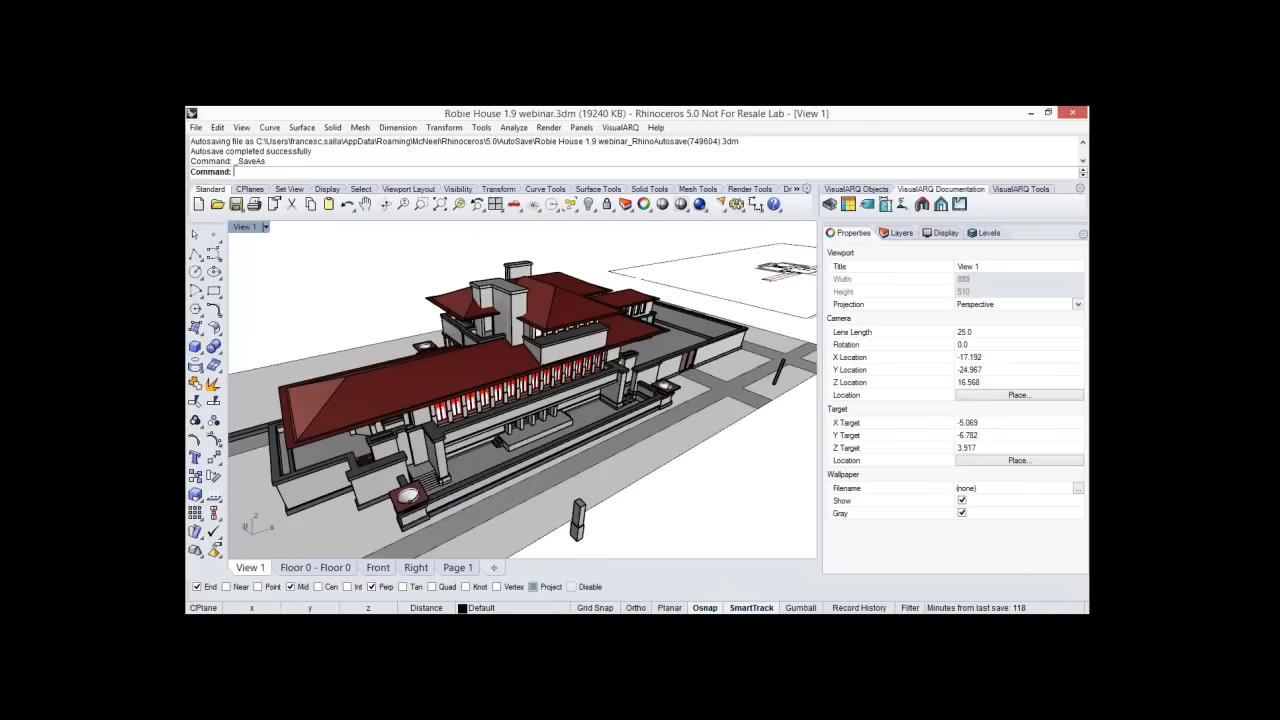 Robie House 1.9 webinar.3dm (19240 KB) - Rhinoceros 5.0 Not For Resale Lab - [View 1]
File Edit View Curve Surface Solid Mesh Dimension Transform Tools Analyze Render Panels VisualARQ Help
Autosaving file as C:\Users\francesc.salla\AppData\Roaming\McNeel\Rhinoceros\5.0\AutoSave\Robie House 1.9 webinar_RhinoAutosave(749604).3dm
Autosave completed successfully
Command: _SaveAs
Command:
Standard CPlanes Set View Display Select Viewport Layout Visibility Transform Curve Tools Surface Tools Solid Tools Mesh Tools Render Tools Dr » VisualARQ Objects VisualARQ Documentation VisualARQ Tools
View 1
Properties Layers Display Levels
Viewport
Title View 1
Width 889
Height 510
Projection Perspective
Camera
Lens Length 25.0
Rotation 0.0
X Location -17.192
Y Location -24.967
Z Location 16.568
Location Place...
Target
X Target -5.069
Y Target -6.782
Z Target 3.917
Location Place...
Wallpaper
Filename (none) ...
Show
Gray
z
y x
View 1 Floor 0 - Floor 0 Front Right Page 1
End Near Point Mid Cen Int Perp Tan Quad Knot Vertex Project Disable
CPlane x y z Distance Default Grid Snap Ortho Planar Osnap SmartTrack Gumball Record History Filter Minutes from last save: 118